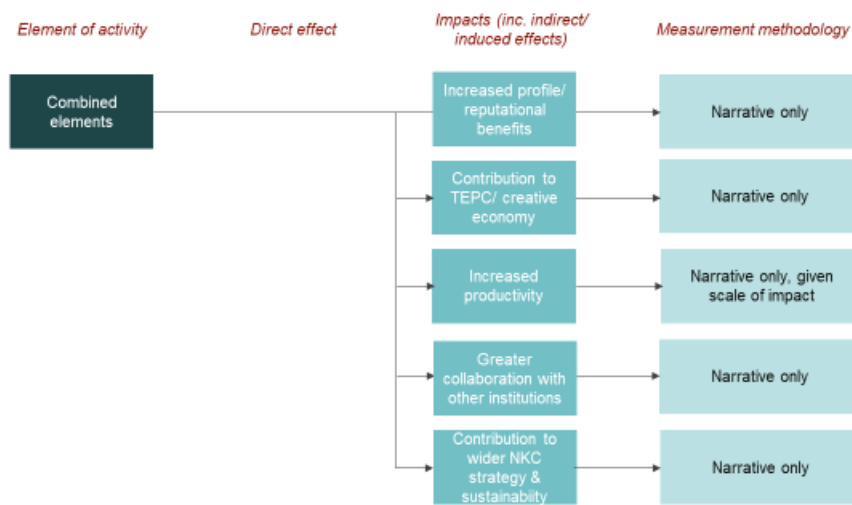 Element of activity
Direct effect
Impacts (inc. indirect/
induced effects)
Measurement methodology
Combined
elements
Increased profile/
reputational
benefits
Narrative only
Contribution to
TEPC/ creative
economy
Narrative only
Increased
productivity
Narrative only, given
scale of impact
Greater
collaboration with
other institutions
Narrative only
Contribution to
wider NKC
strategy &
sustainabiity
Narrative only